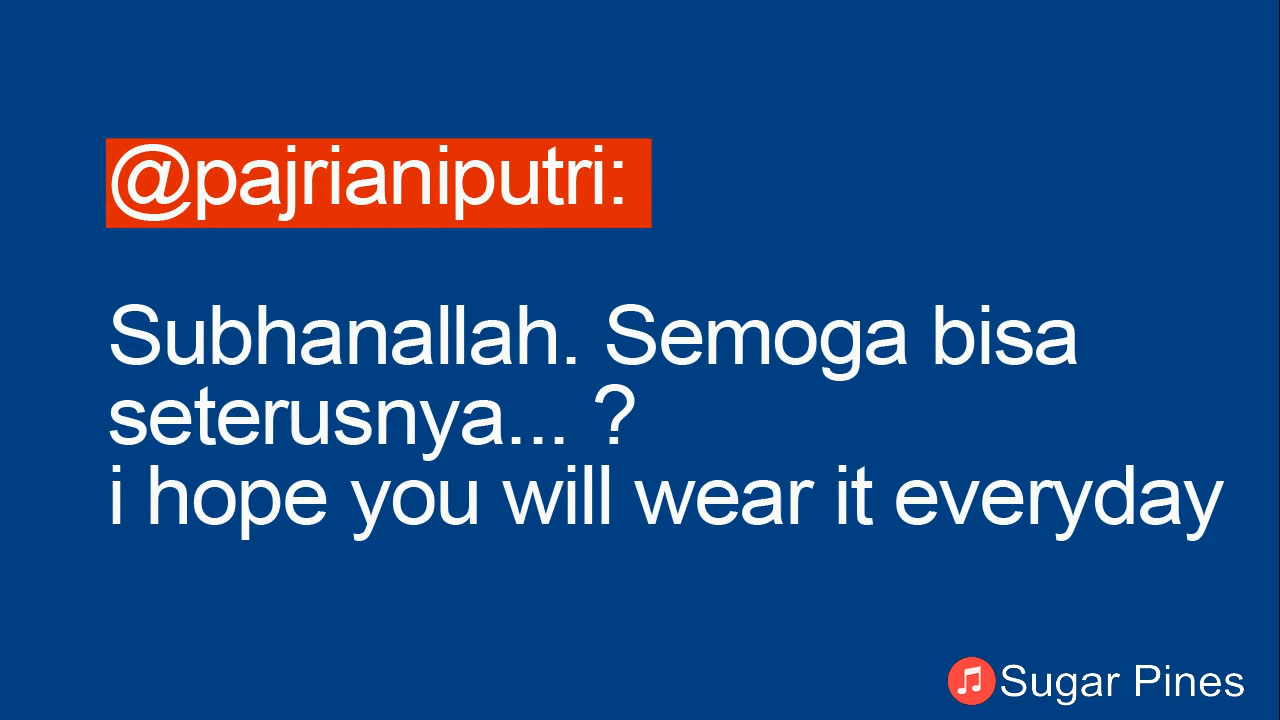 @pajrianiputri:
Subhanallah. Semoga bisa
seterusnya... ?
i hope you will wear it everyday
Sugar Pines